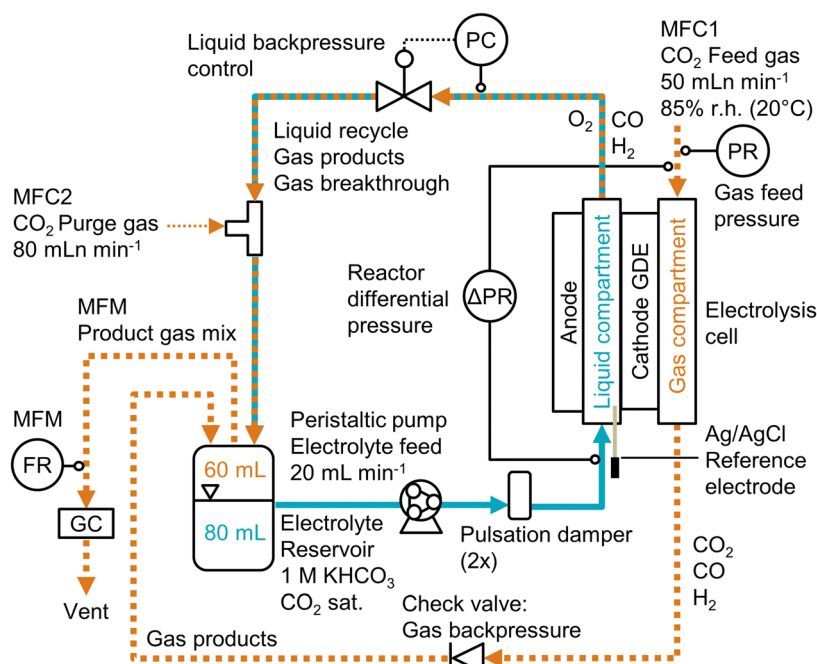 Liquid backpressure
control
PC
MFC1
CO₂ Feed gas
50 mLn min⁻¹
85% r.h. (20°C)
O₂
CO
H₂
PR
Gas feed
pressure
Liquid recycle
Gas products
Gas breakthrough
MFC2
CO₂ Purge gas
80 mLn min⁻¹
Reactor
differential
pressure
ΔPR
Anode
Liquid compartment
Cathode GDE
Gas compartment
Electrolysis
cell
MFM
Product gas mix
MFM
FR
GC
Vent
60 mL
80 mL
Peristaltic pump
Electrolyte feed
20 mL min⁻¹
Electrolyte
Reservoir
1 M KHCO₃
CO₂ sat.
Pulsation damper
(2x)
Ag/AgCl
Reference
electrode
CO₂
CO
H₂
Check valve:
Gas backpressure
Gas products